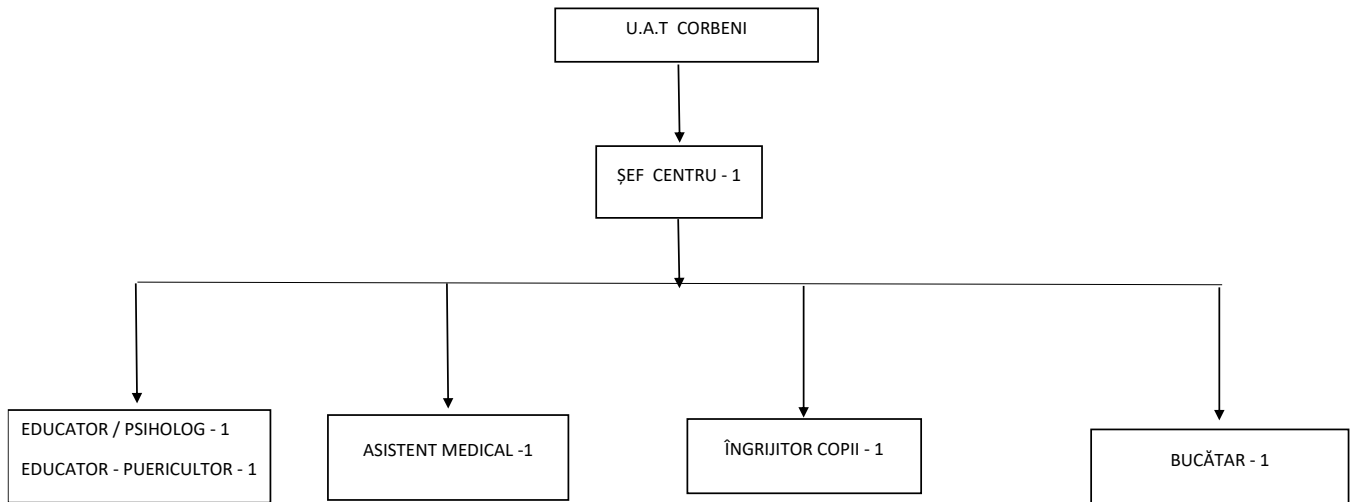 U.A.T CORBENI
ȘEF CENTRU - 1
EDUCATOR / PSIHOLOG - 1
EDUCATOR - PUERICULTOR - 1
ASISTENT MEDICAL -1
ÎNGRIJITOR COPII - 1
BUCĂTAR - 1